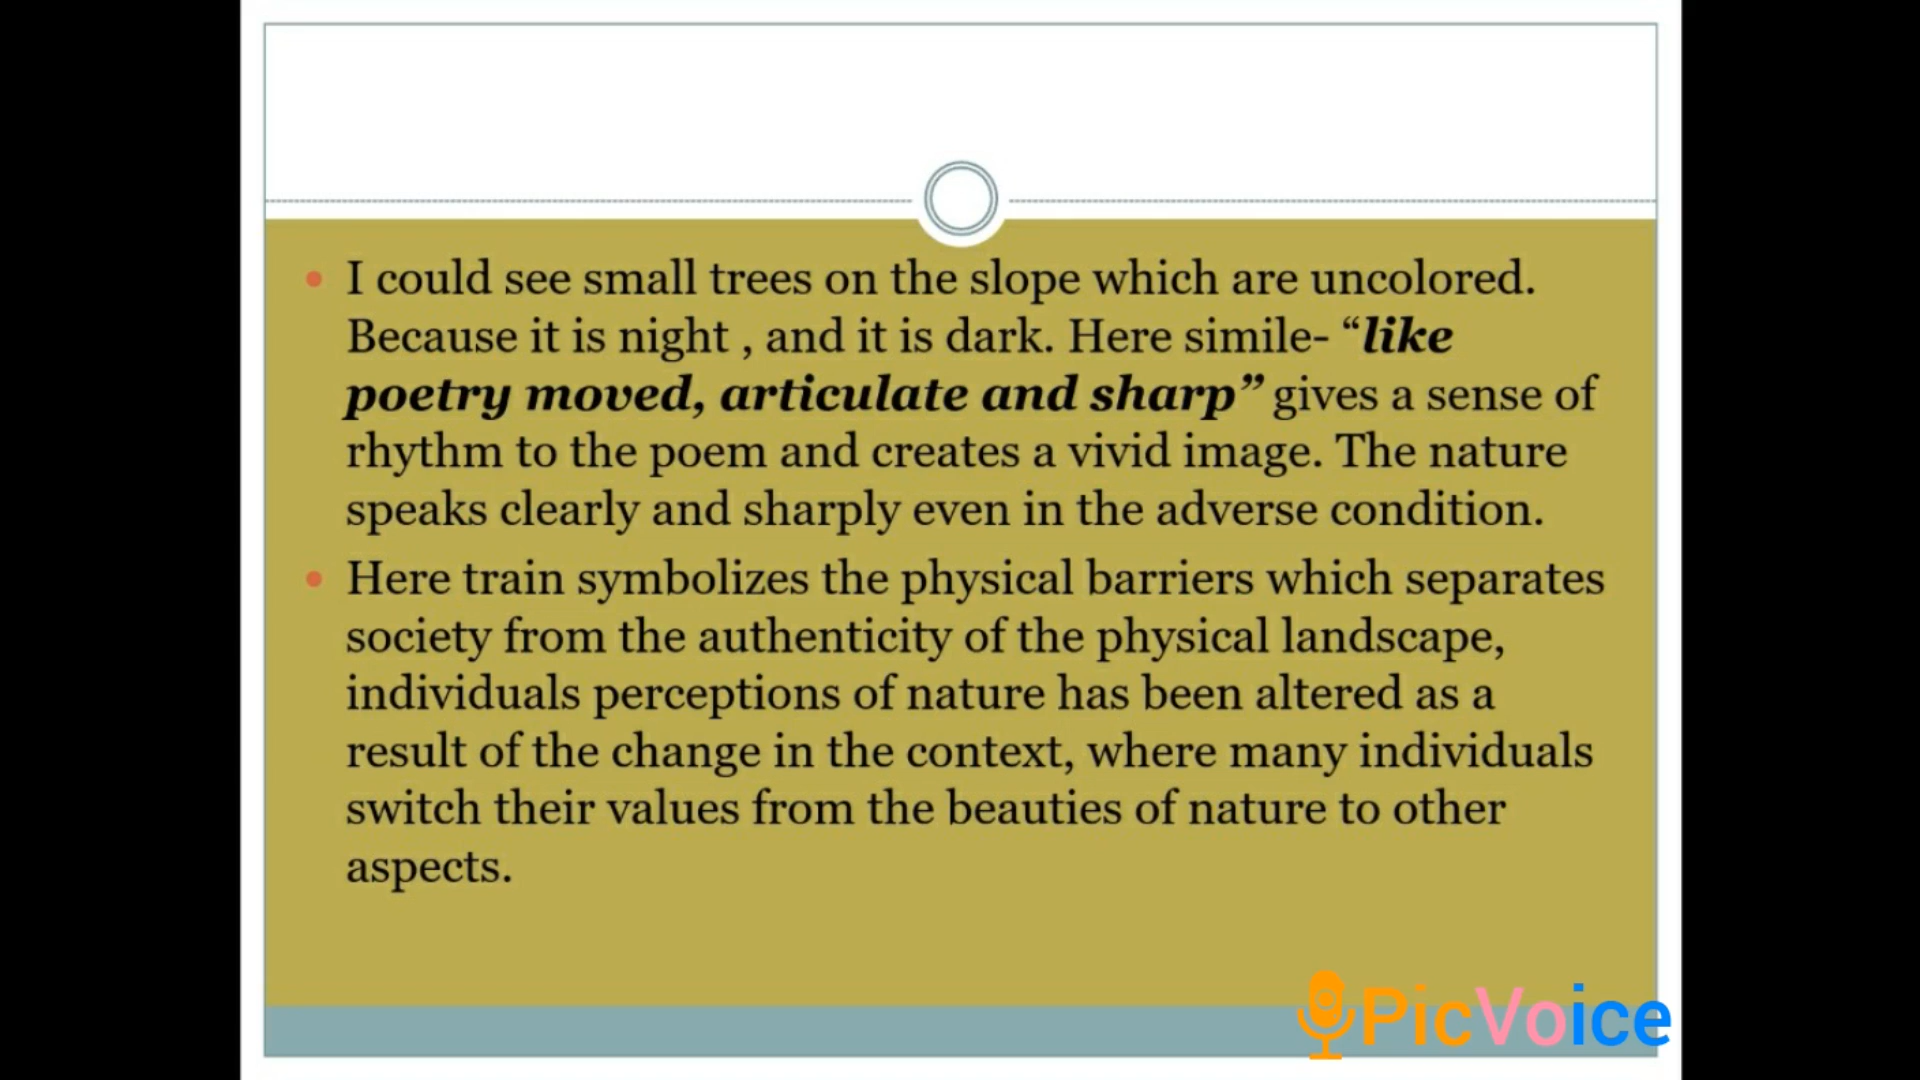 I could see small trees on the slope which are uncolored.
Because it is night , and it is dark. Here simile- “like
poetry moved, articulate and sharp” gives a sense of
rhythm to the poem and creates a vivid image. The nature
speaks clearly and sharply even in the adverse condition.
Here train symbolizes the physical barriers which separates
society from the authenticity of the physical landscape,
individuals perceptions of nature has been altered as a
result of the change in the context, where many individuals
switch their values from the beauties of nature to other
aspects.
PicVoice